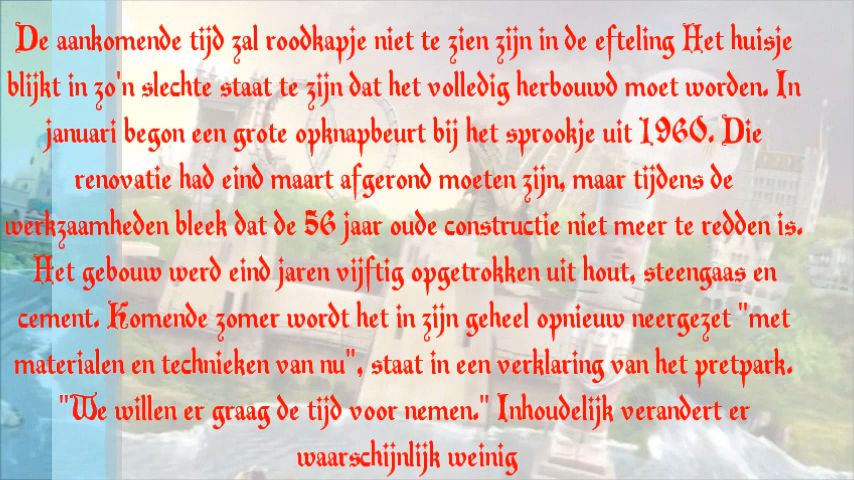 De aankomende tijd zal roodkapje niet te zien zijn in de efteling Het huisje
blijkt in zo'n slechte staat te zijn dat het volledig herbouwd moet worden. In
januari begon een grote opknapbeurt bij het sprookje uit 1960. Die
renovatie had eind maart afgerond moeten zijn, maar tijdens de
werkzaamheden bleek dat de 56 jaar oude constructie niet meer te redden is.
Het gebouw werd eind jaren vijftig opgetrokken uit hout, steengaas en
cement. Komende zomer wordt het in zijn geheel opnieuw neergezet "met
materialen en technieken van nu", staat in een verklaring van het pretpark.
"We willen er graag de tijd voor nemen." Inhoudelijk verandert er
waarschijnlijk weinig